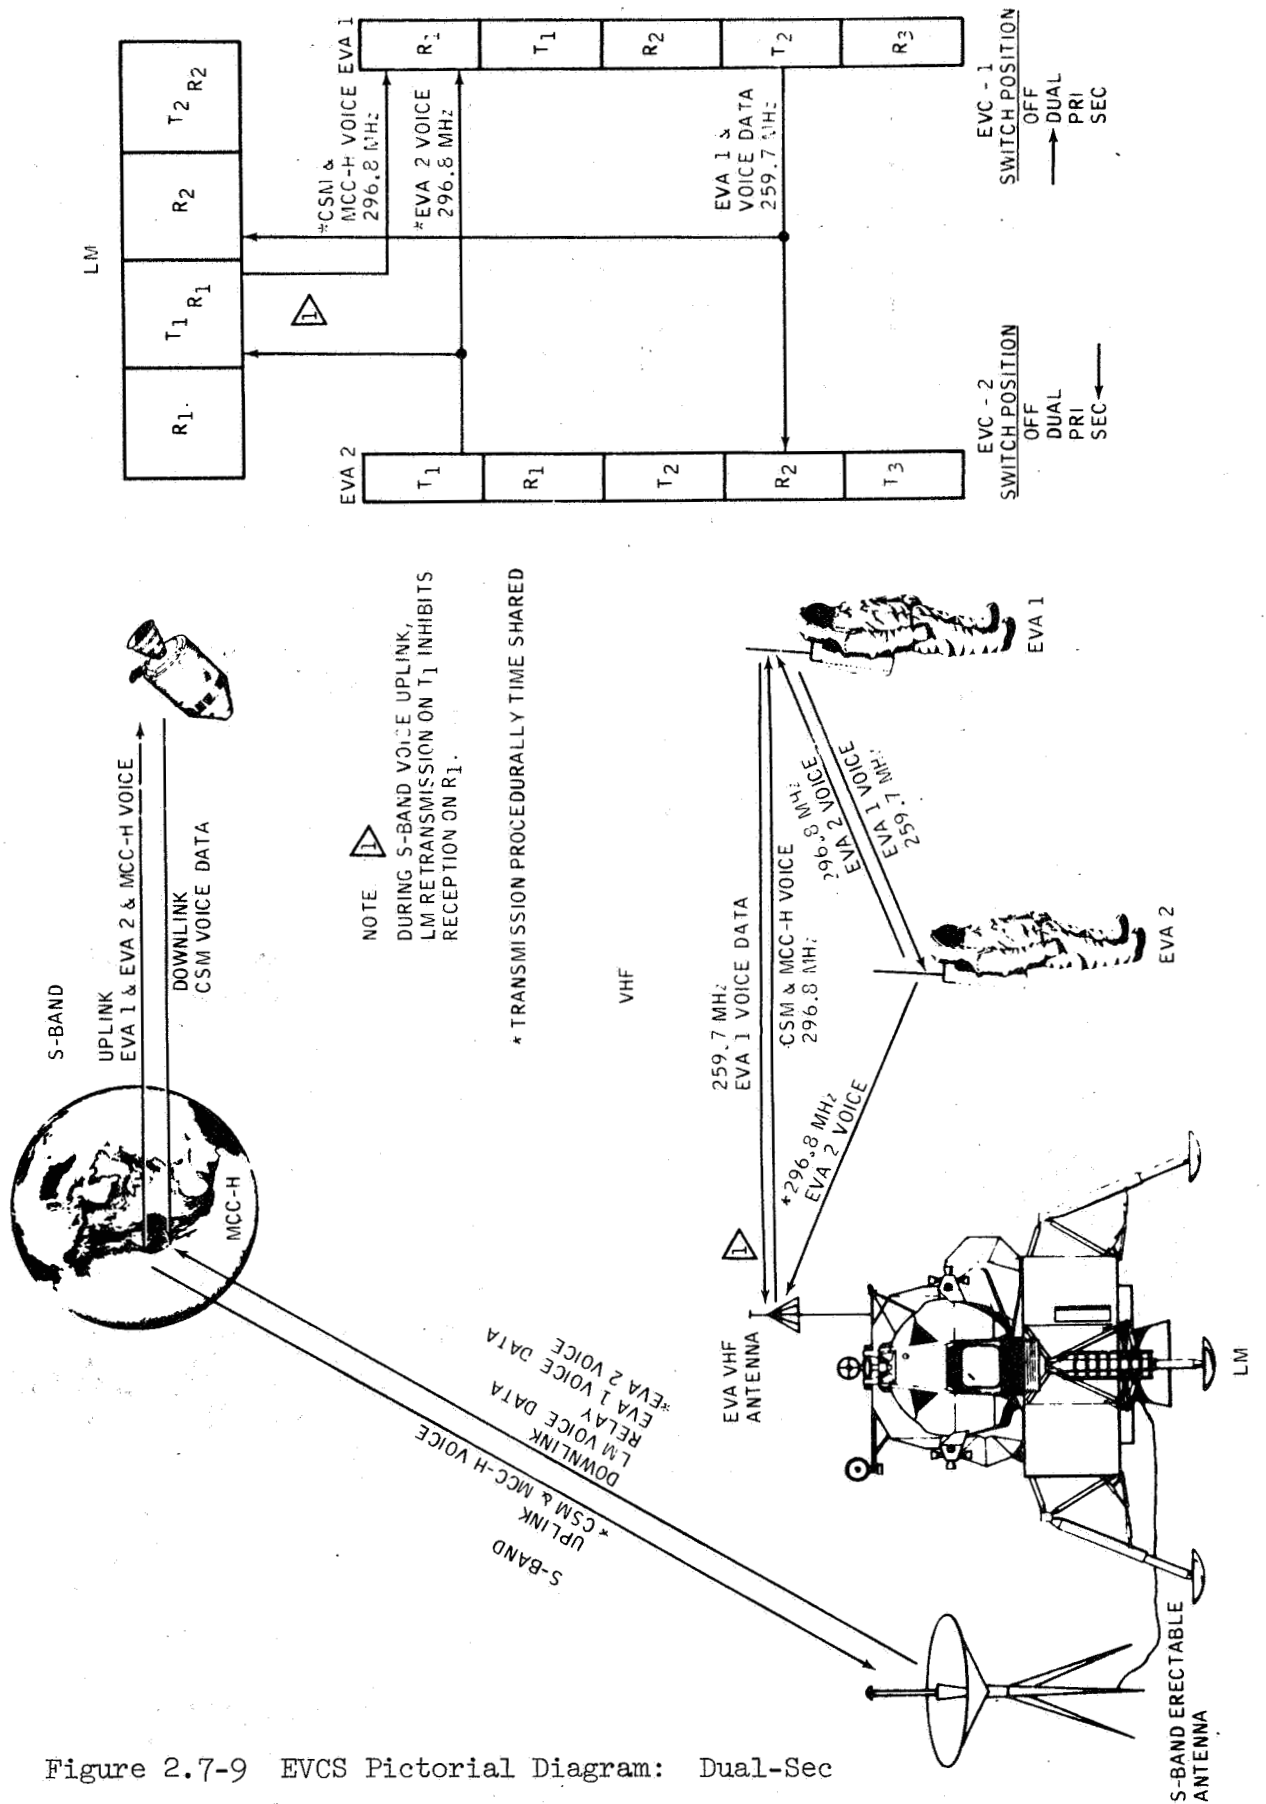 S-BAND
UPLINK
EVA 1 & EVA 2 & MCC-H VOICE
DOWNLINK
CSM VOICE DATA
MCC-H
S-BAND
UPLINK
* CSM & MCC-H VOICE
DOWNLINK
LM VOICE DATA
RELAY
EVA 1 VOICE DATA
*EVA 2 VOICE
NOTE 1
DURING S-BAND VOICE UPLINK,
LM RETRANSMISSION ON T1 INHIBITS
RECEPTION ON R1.
*TRANSMISSION PROCEDURALLY TIME SHARED
VHF
259.7 MHz
EVA 1 VOICE DATA
CSM & MCC-H VOICE
296.8 MHz
1
*296.8 MHz
EVA 2 VOICE
296.8 MHz
EVA 2 VOICE
EVA 1 VOICE
259.7 MHz
EVA 1
EVA 2
EVA VHF
ANTENNA
LM
S-BAND ERECTABLE
ANTENNA
LM
R1.
T1 R1
R2
T2 R2
1
*CSM &
MCC-H VOICE
296.8 MHz
*EVA 2 VOICE
296.8 MHz
EVA 1 &
VOICE DATA
259.7 MHz
EVA 2
T1
R1
T2
R2
T3
EVA 1
R1
T1
R2
T2
R3
EVC - 2
SWITCH POSITION
OFF
DUAL
PRI
SEC
EVC - 1
SWITCH POSITION
OFF
DUAL
PRI
SEC
Figure 2.7-9 EVCS Pictorial Diagram: Dual-Sec